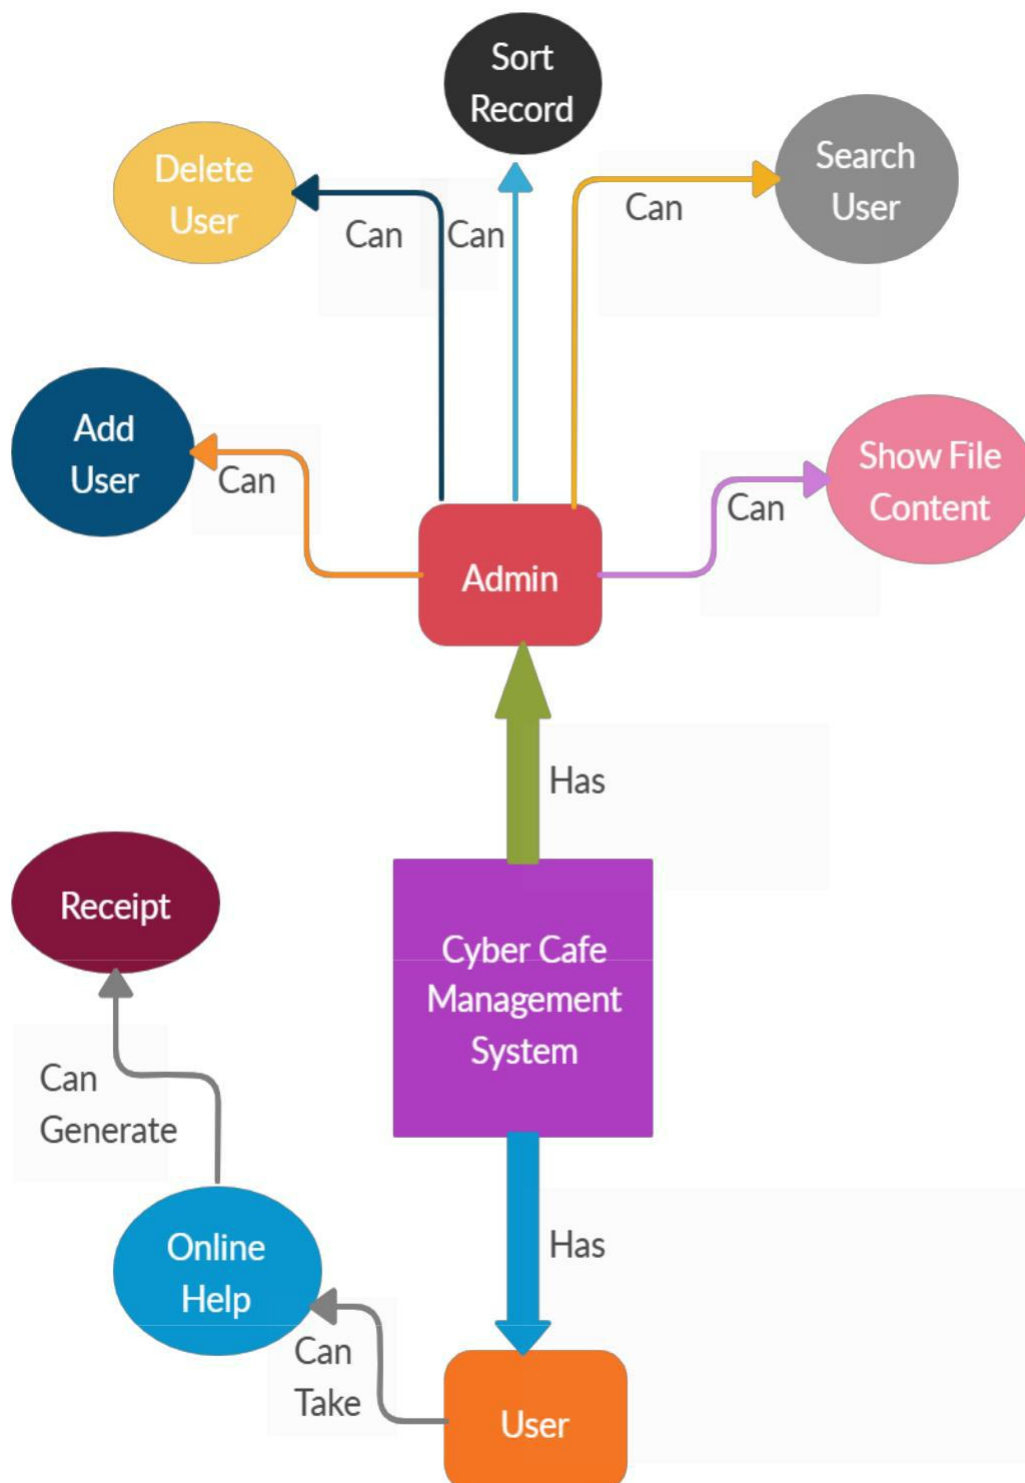 Sort
Record
Delete
User
Search
User
Can
Can
Can
Add
User
Can
Show File
Content
Can
Admin
Has
Receipt
Cyber Cafe
Management
System
Can
Generate
Online
Help
Has
Can
Take
User